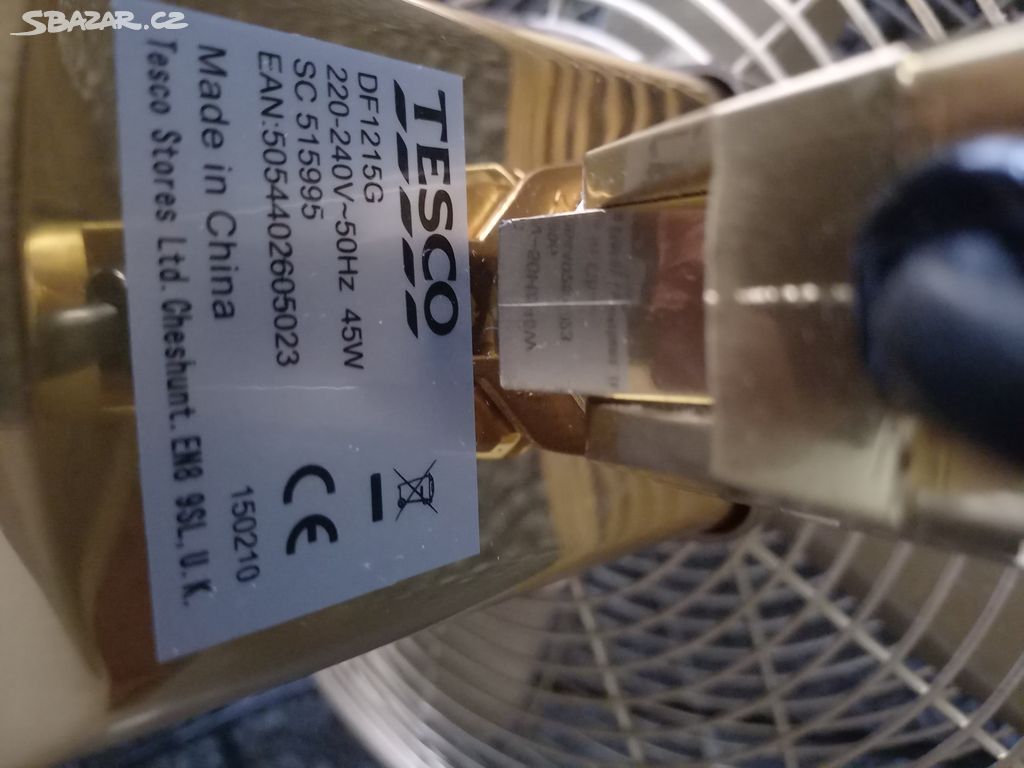 SBAZAR.CZ
TESCO
DF1215G
220-240V~50Hz 45W
SC 515995
EAN:5054402605023
Made in China
150210
Tesco Stores Ltd. Cheshunt. EN8 9SL, U.K.